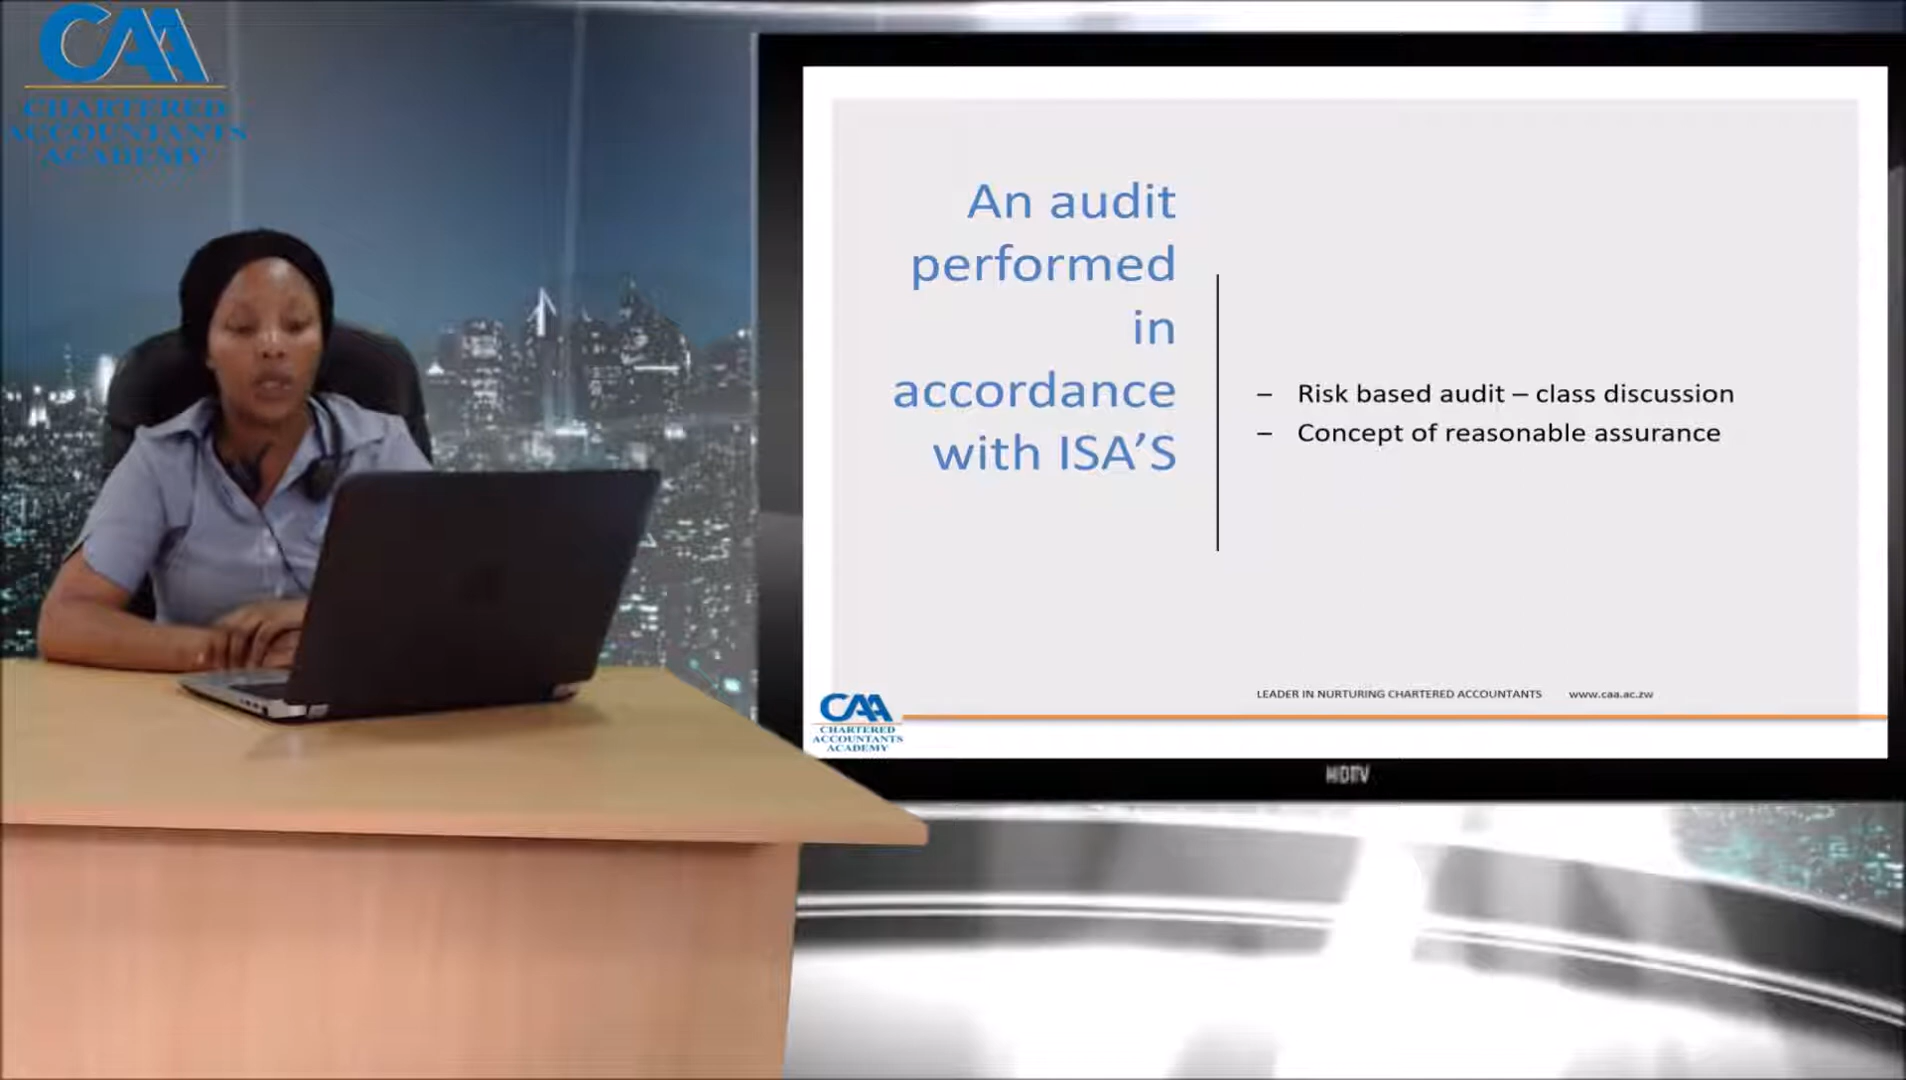 CAA
CHARTERED
ACCOUNTANTS
ACADEMY
An audit
performed
in
accordance
with ISA’S
– Risk based audit – class discussion
– Concept of reasonable assurance
LEADER IN NURTURING CHARTERED ACCOUNTANTS www.caa.ac.zw
CAA
CHARTERED
ACCOUNTANTS
ACADEMY
HDTV